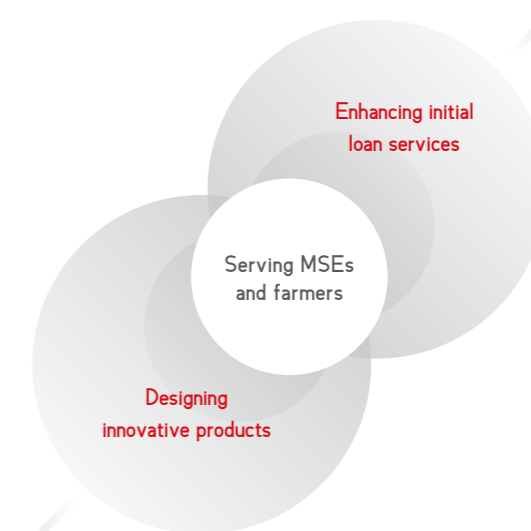 Enhancing initial
loan services
Serving MSEs
and farmers
Designing
innovative products